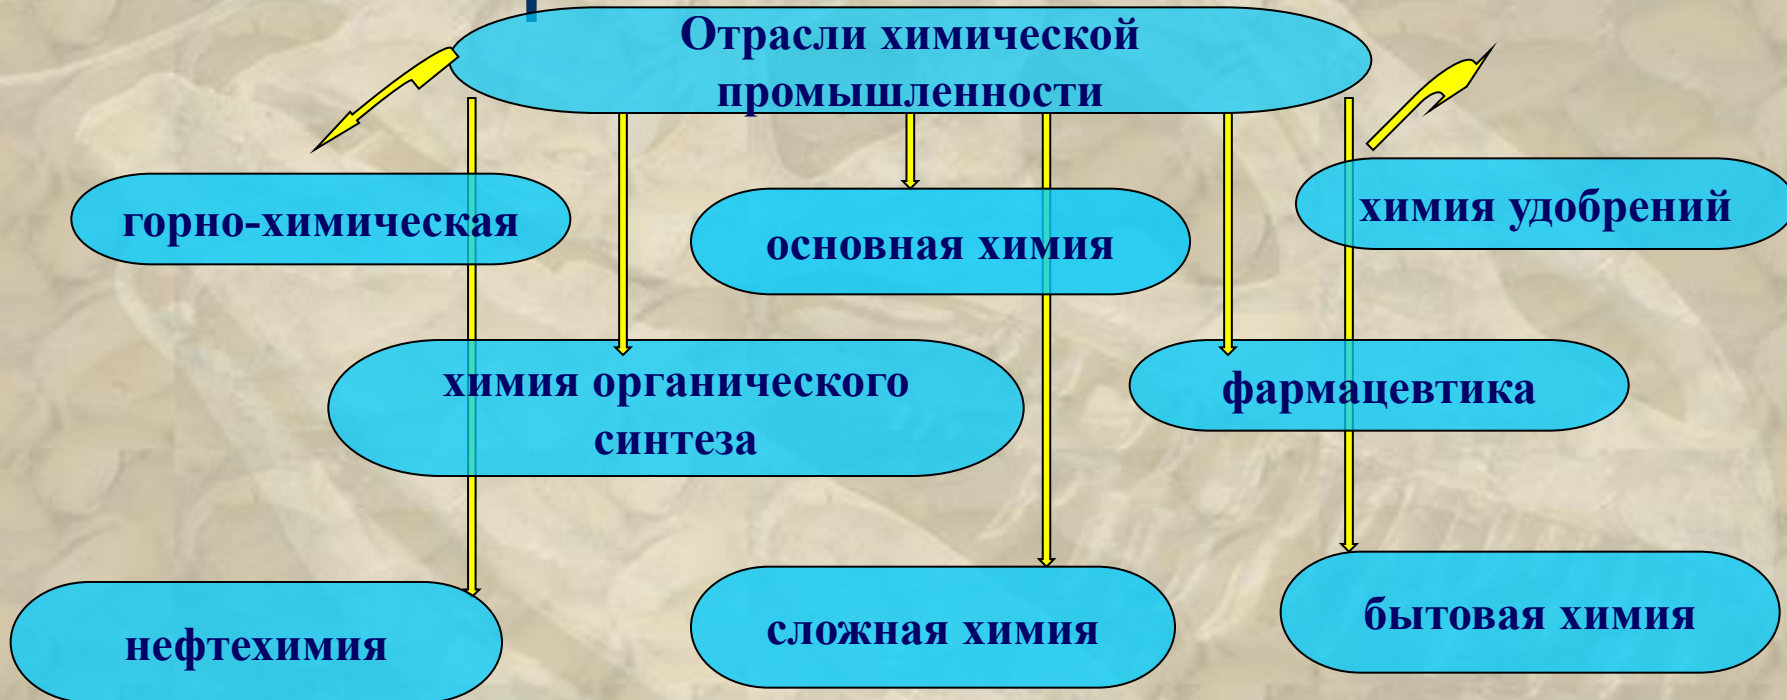 Отрасли химической
промышленности
горно-химическая
химия удобрений
основная химия
химия органического
синтеза
фармацевтика
нефтехимия
сложная химия
бытовая химия